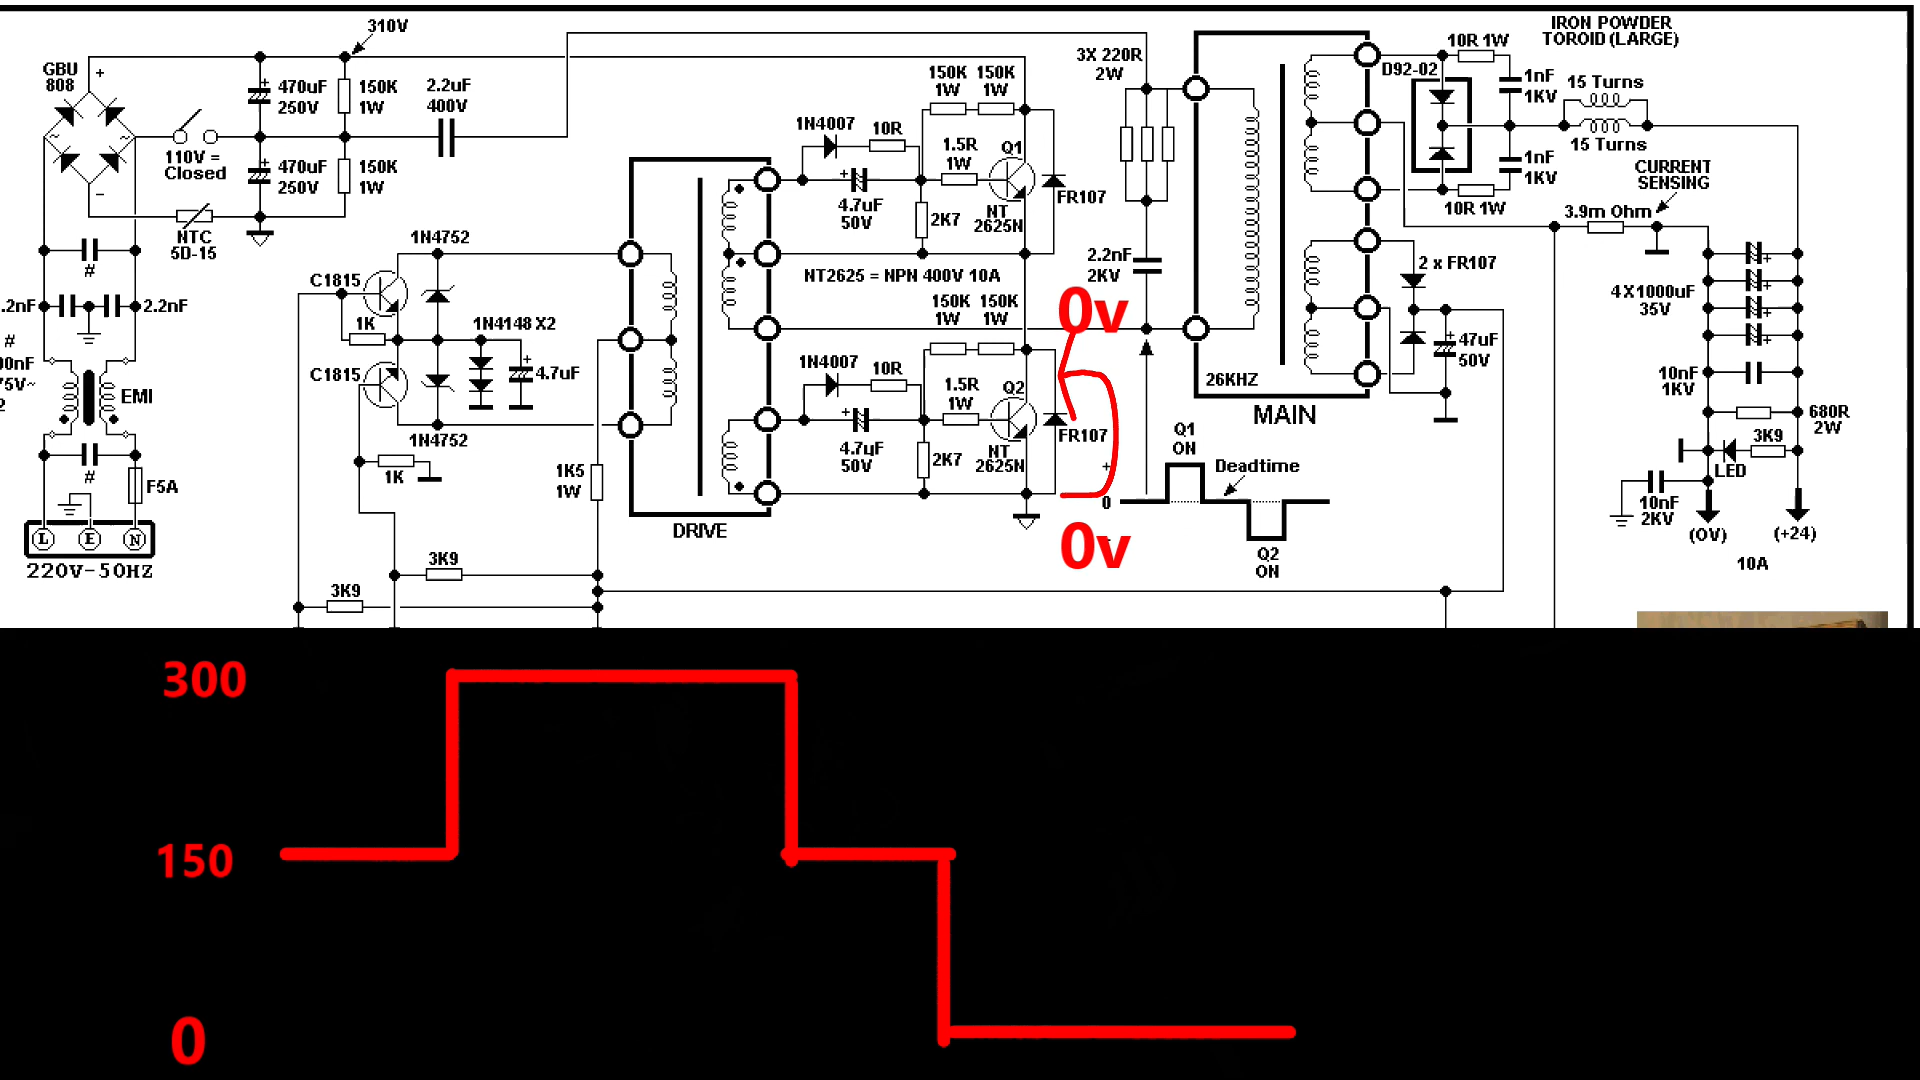 IRON POWDER
TOROID (LARGE)
310V
GBU
808
+
~
~
−
470uF
250V
150K
1W
2.2uF
400V
110V =
Closed
470uF
250V
150K
1W
NTC
5D-15
#
.2nF
2.2nF
#
00nF
75V~
2
EMI
#
F5A
L
E
N
220V-50HZ
1N4752
C1815
1K
1N4148 X2
4.7uF
C1815
1N4752
1K
3K9
3K9
1K5
1W
DRIVE
1N4007
10R
150K 150K
1W 1W
1.5R
1W
Q1
4.7uF
50V
2K7
NT
2625N
FR107
NT2625 = NPN 400V 10A
150K 150K
1W 1W
1N4007
10R
1.5R
1W
Q2
4.7uF
50V
2K7
NT
2625N
FR107
3X 220R
2W
2.2nF
2KV
0v
0v
26KHZ
MAIN
Q1
ON
Deadtime
+
0
Q2
ON
D92-02
10R 1W
1nF
1KV
15 Turns
15 Turns
1nF
1KV
10R 1W
CURRENT
SENSING
3.9m Ohm
2 x FR107
47uF
50V
4X1000uF
35V
10nF
1KV
680R
2W
3K9
LED
10nF
2KV
(0V)
(+24)
10A
300
150
0